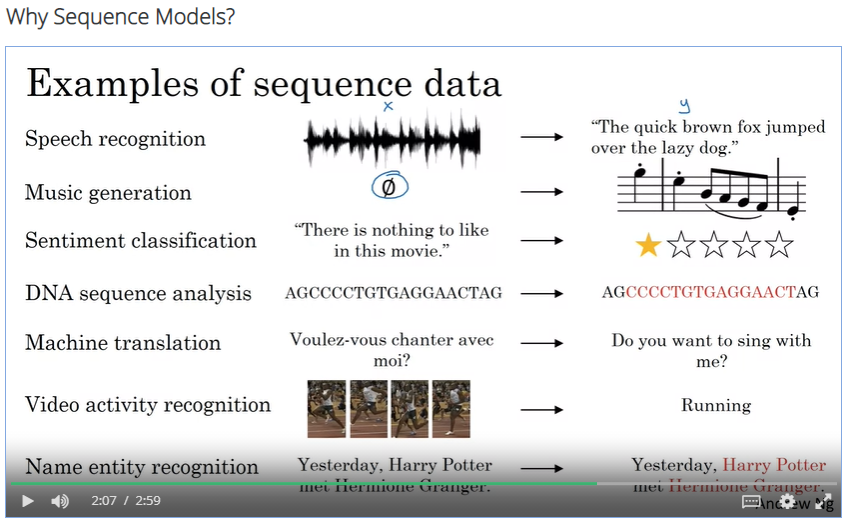 Why Sequence Models?
Examples of sequence data
x
y
Speech recognition
“The quick brown fox jumped
over the lazy dog.”
Music generation
∅
Sentiment classification
“There is nothing to like
in this movie.”
DNA sequence analysis
AGCCCCTGTGAGGAACTAG
AGCCCCTGTGAGGAACTAG
Machine translation
Voulez-vous chanter avec
moi?
Do you want to sing with
me?
Video activity recognition
Running
Name entity recognition
Yesterday, Harry Potter
met Hermione Granger.
Yesterday, Harry Potter
met Hermione Granger.
2:07 / 2:59
Andrew Ng